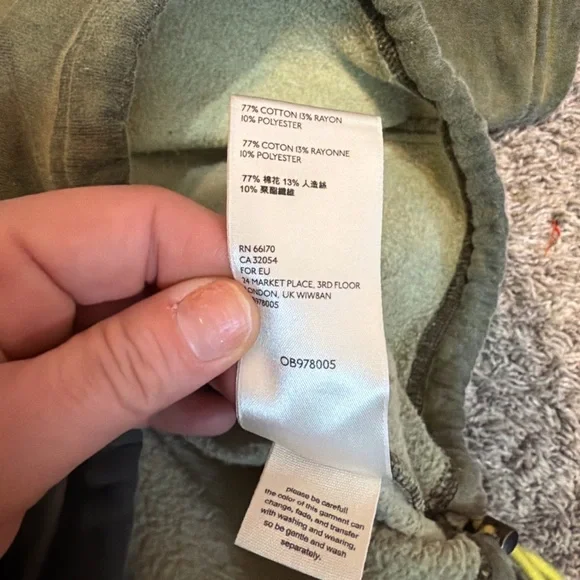 77% COTTON 13% RAYON
10% POLYESTER
77% COTON 13% RAYONNE
10% POLYESTER
77% 棉花 13% 人造絲
10% 聚酯纖維
RN 66170
CA 32054
FOR EU
24 MARKET PLACE, 3RD FLOOR
LONDON, UK W1W8AN
OB978005
please be careful!
the color of this garment can
change, fade, and transfer
with washing and wearing,
so be gentle and wash
separately.